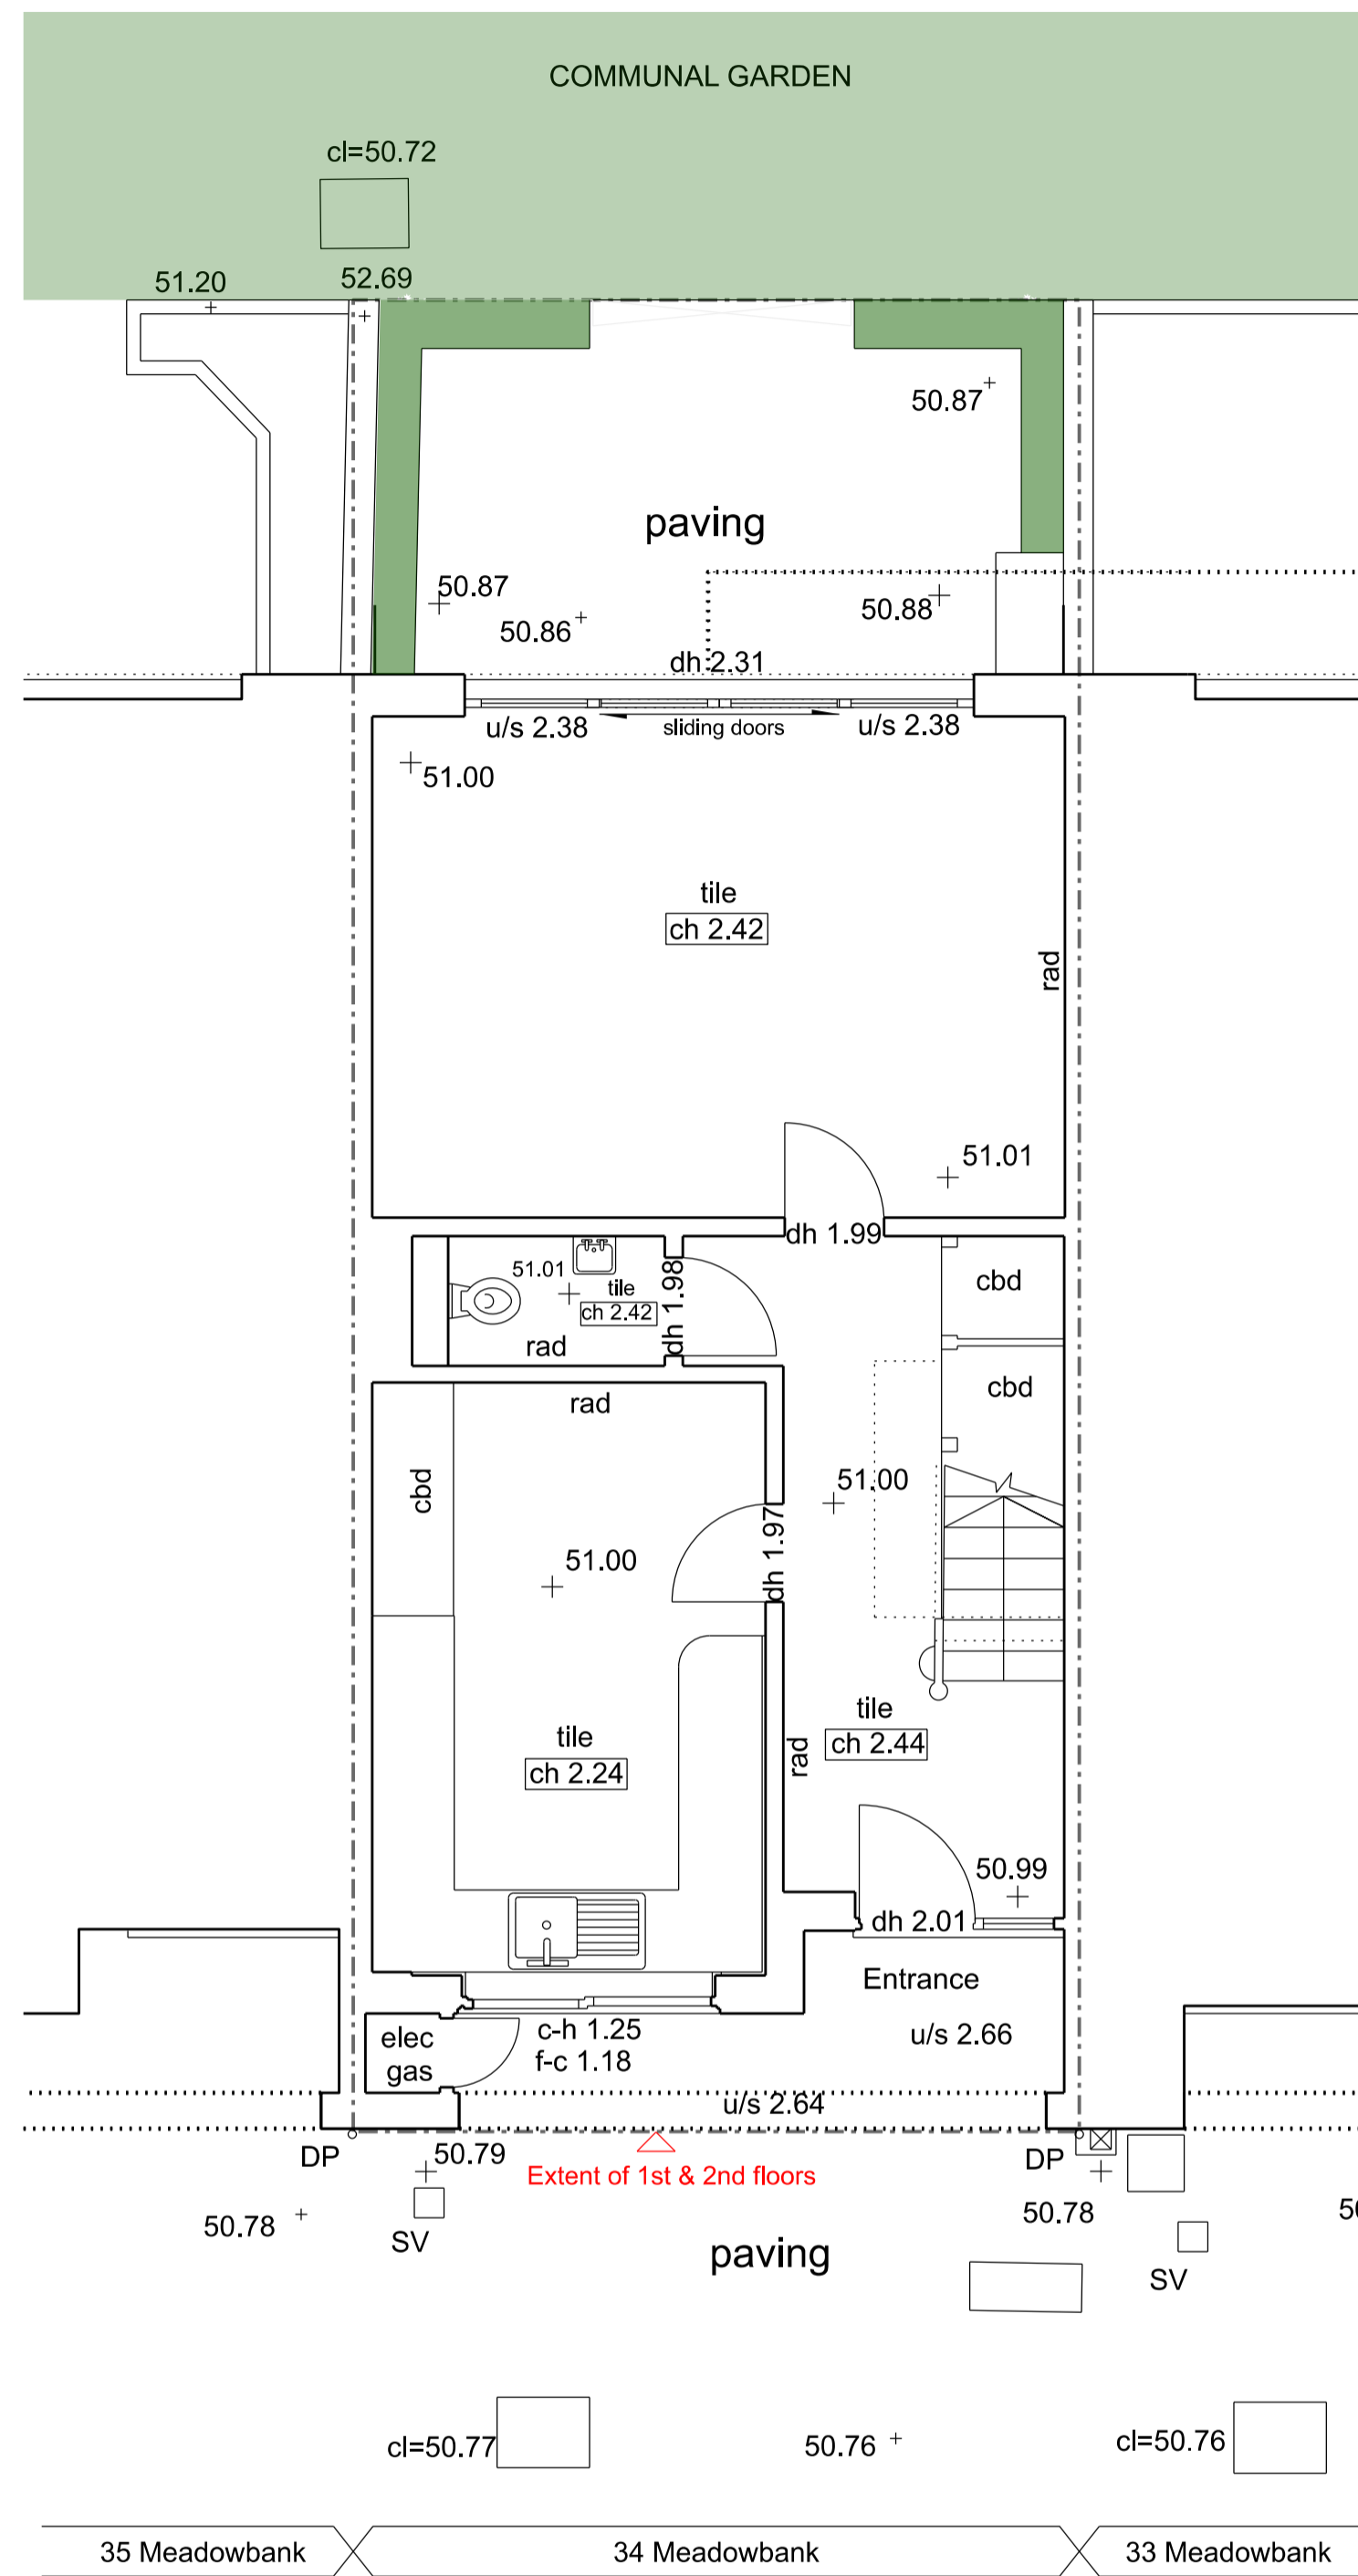 COMMUNAL GARDEN
cl=50.72
51.20
52.69
50.87
paving
50.87
50.86
50.88
dh 2.31
u/s 2.38
sliding doors
u/s 2.38
51.00
tile
ch 2.42
rad
51.01
dh 1.99
51.01
tile
ch 2.42
dh 1.98
rad
cbd
cbd
rad
cbd
51.00
51.00
dh 1.97
tile
ch 2.44
tile
ch 2.24
rad
50.99
dh 2.01
Entrance
u/s 2.66
elec
gas
c-h 1.25
f-c 1.18
u/s 2.64
DP
50.79
Extent of 1st & 2nd floors
DP
50.78
SV
50.78
paving
SV
cl=50.77
50.76
cl=50.76
35 Meadowbank
34 Meadowbank
33 Meadowbank